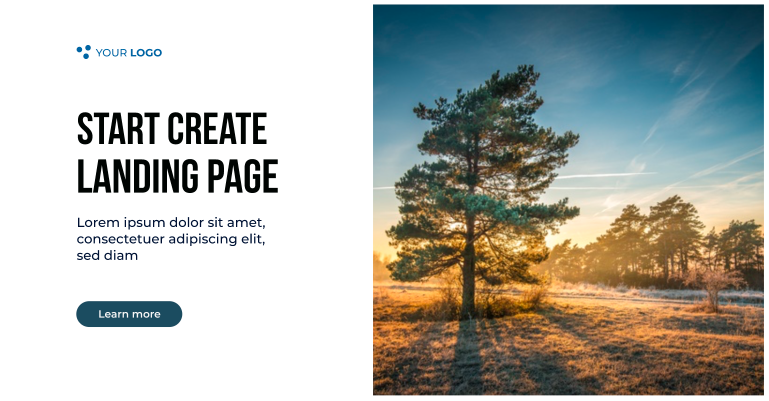 YOUR LOGO
START CREATE
LANDING PAGE
Lorem ipsum dolor sit amet,
consectetuer adipiscing elit,
sed diam
Learn more